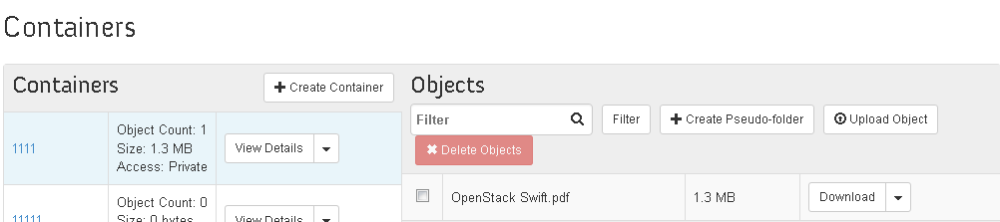 Containers
Containers
Create Container
1111
Object Count: 1
Size: 1.3 MB
Access: Private
View Details
11111
Object Count: 0
Size: 0 bytes
View Details
Objects
Filter
Filter
Create Pseudo-folder
Upload Object
Delete Objects
OpenStack Swift.pdf
1.3 MB
Download